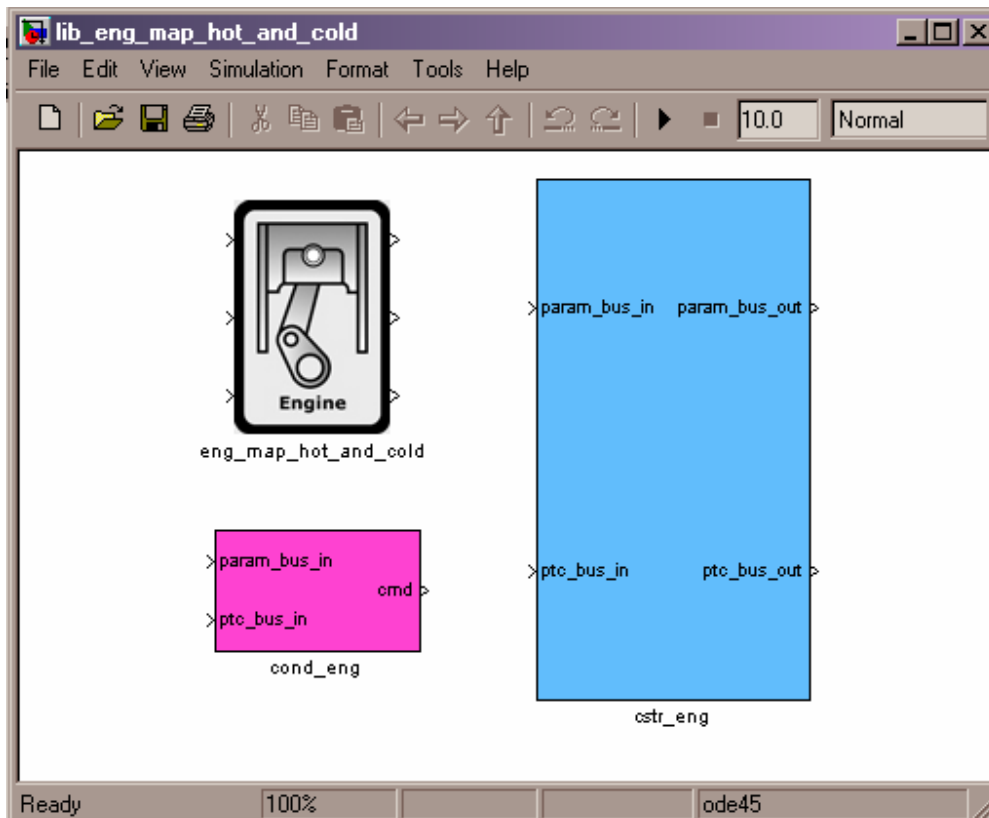 lib_eng_map_hot_and_cold
File Edit View Simulation Format Tools Help
10.0 Normal
Engine
eng_map_hot_and_cold
param_bus_in
cmd
ptc_bus_in
cond_eng
param_bus_in param_bus_out
ptc_bus_in ptc_bus_out
cstr_eng
Ready 100% ode45